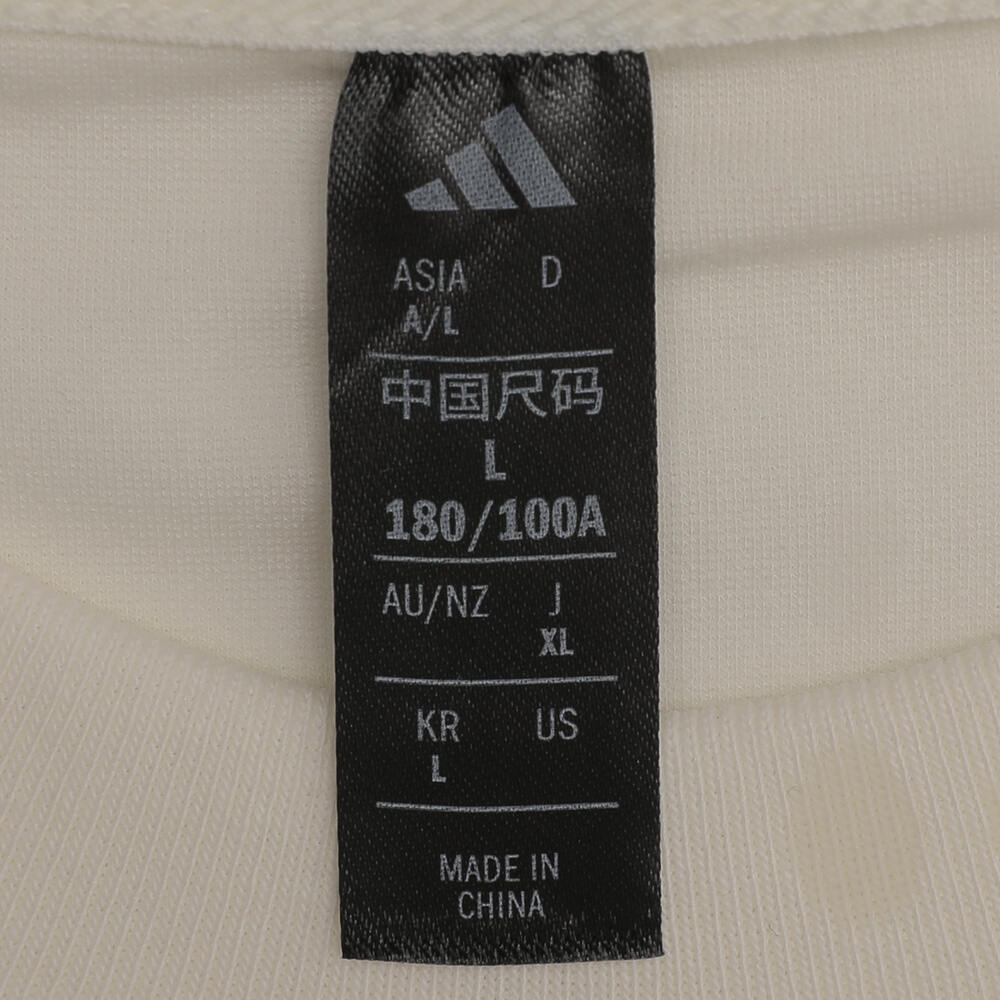 ASIA D
A/L
中国尺码
L
180/100A
AU/NZ J
XL
KR US
L
MADE IN
CHINA